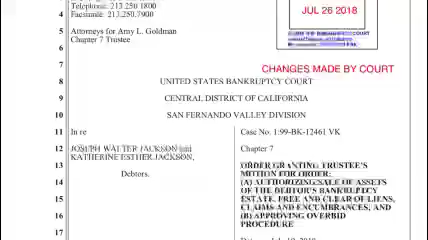 Telephone: 213.250.1800
4 Facsimile: 213.250.7900
5 Attorneys for Amy L. Goldman
Chapter 7 Trustee
6
7
8
9
10
11
12
13
14
15
16
17
JUL 26 2018
CHANGES MADE BY COURT
UNITED STATES BANKRUPTCY COURT
CENTRAL DISTRICT OF CALIFORNIA
SAN FERNANDO VALLEY DIVISION
In re
JOSEPH WALTER JACKSON and
KATHERINE ESTHER JACKSON,
Debtors.
Case No. 1:99-BK-12461 VK
Chapter 7
ORDER GRANTING TRUSTEE'S
MOTION FOR ORDER:
(A) AUTHORIZING SALE OF ASSETS
OF THE DEBTOR'S BANKRUPTCY
ESTATE, FREE AND CLEAR OF LIENS,
CLAIMS AND ENCUMBRANCES, AND
(B) APPROVING OVERBID
PROCEDURE